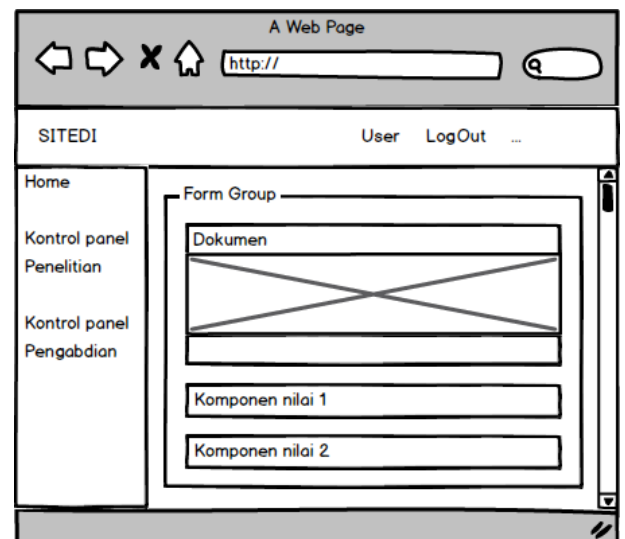 A Web Page
http://
SITEDI
User LogOut ...
Home
Kontrol panel
Penelitian
Kontrol panel
Pengabdian
Form Group
Dokumen
Komponen nilai 1
Komponen nilai 2